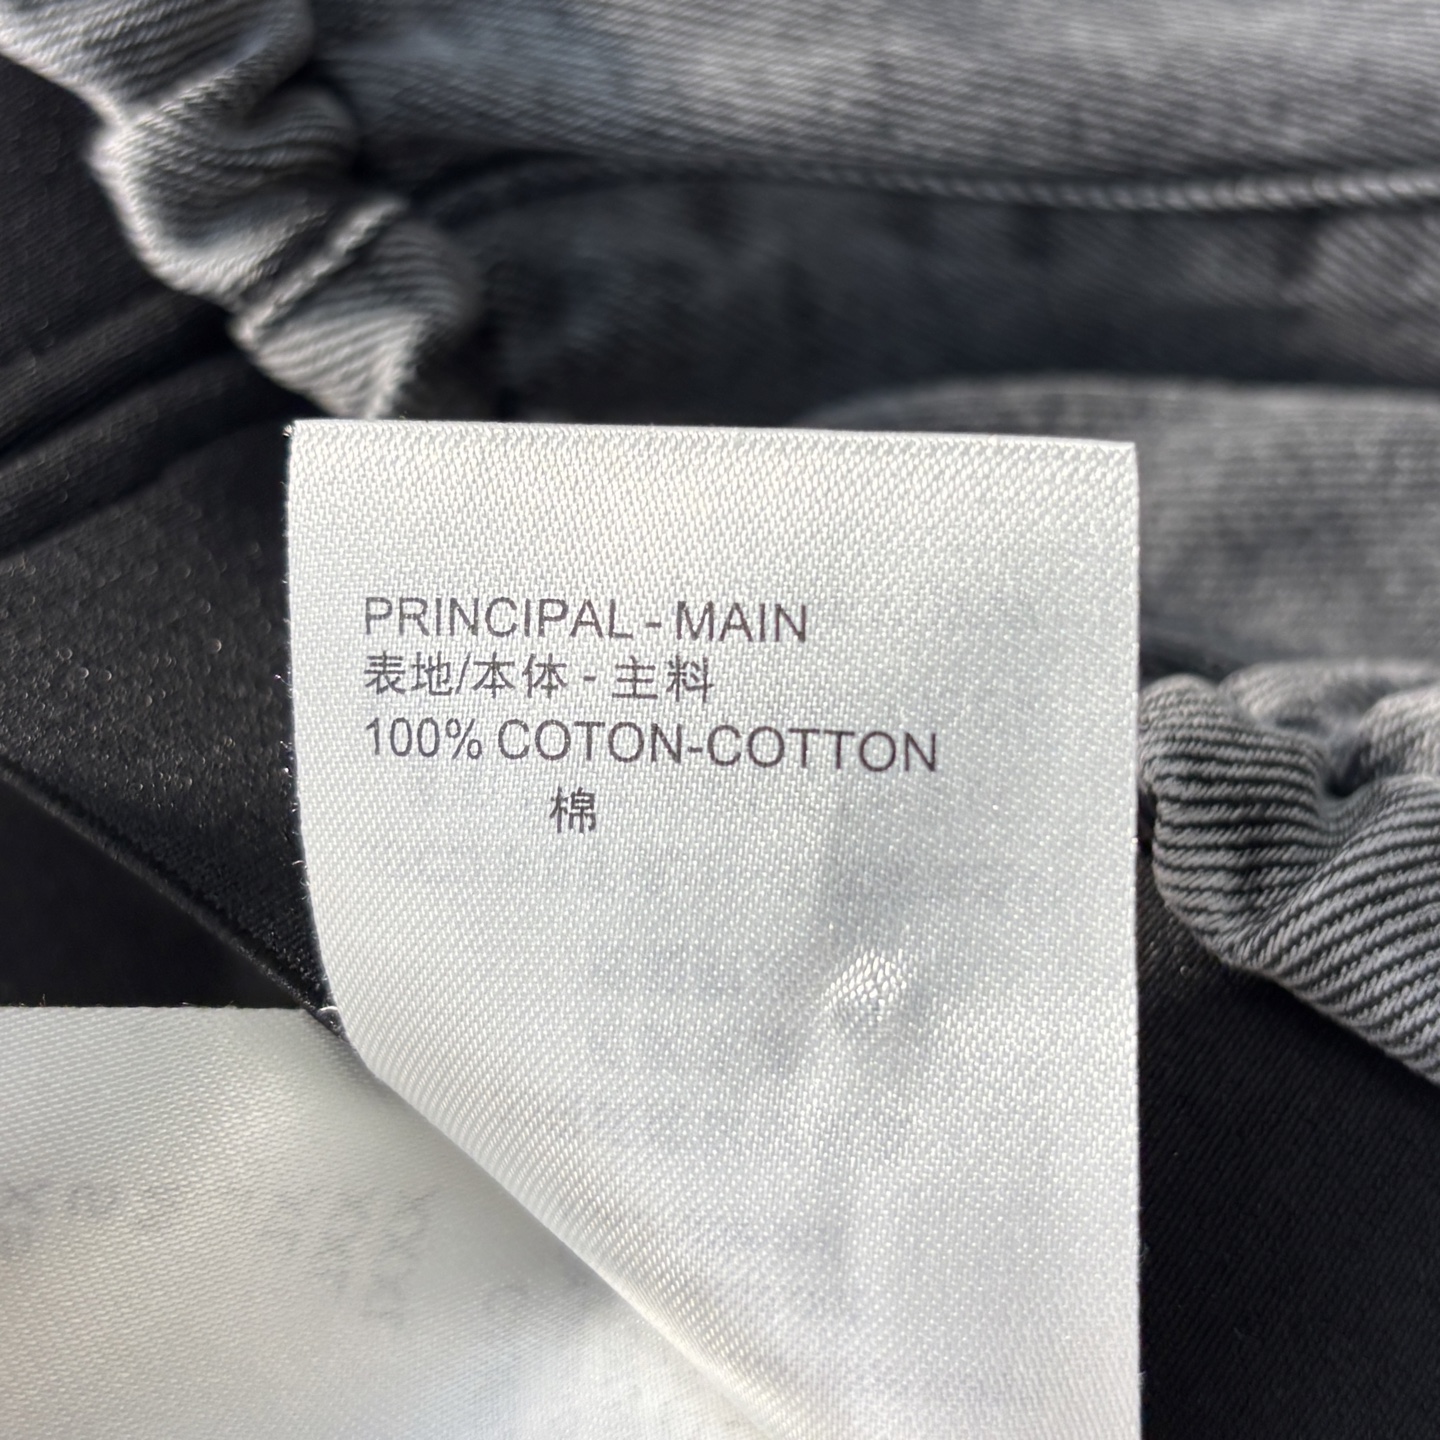 PRINCIPAL - MAIN
表地/本体 - 主料
100% COTON-COTTON
棉